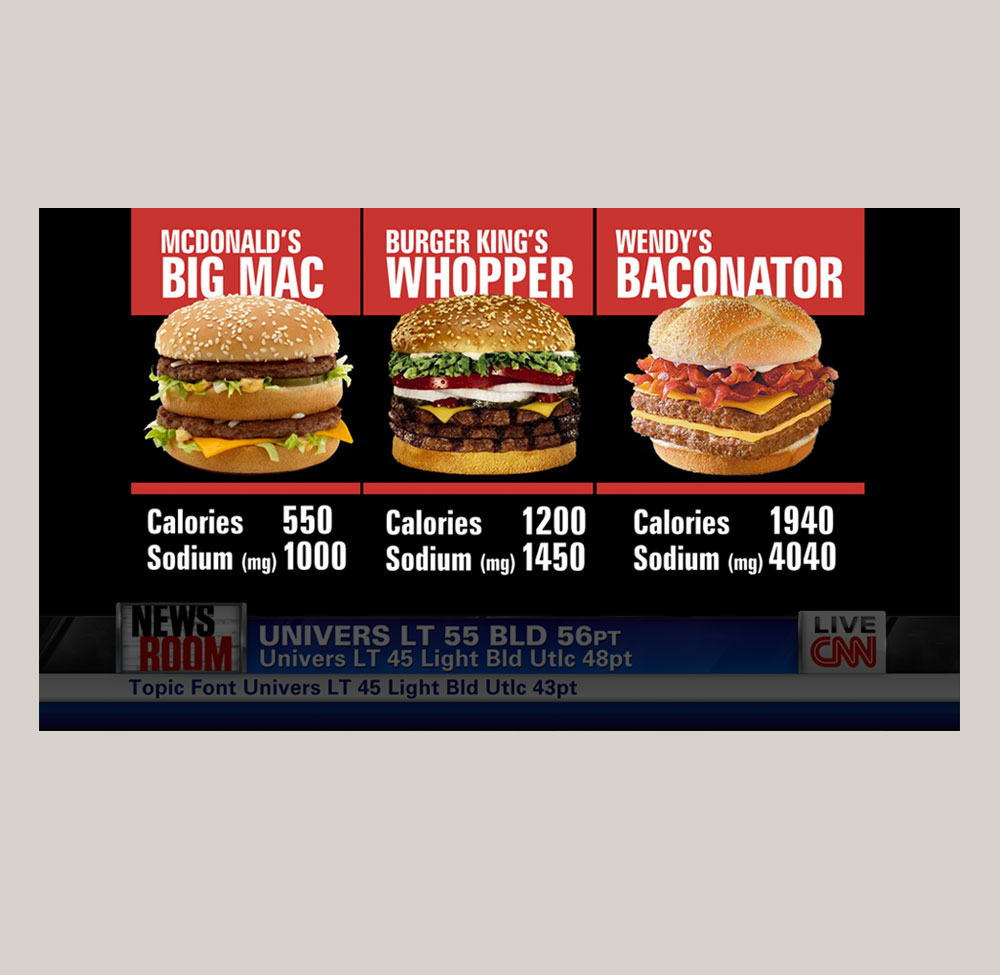 MCDONALD'S
BIG MAC
BURGER KING'S
WHOPPER
WENDY'S
BACONATOR
Calories 550
Sodium (mg) 1000
Calories 1200
Sodium (mg) 1450
Calories 1940
Sodium (mg) 4040
NEWS
ROOM
UNIVERS LT 55 BLD 56PT
Univers LT 45 Light Bld Utlc 48pt
LIVE
CNN
Topic Font Univers LT 45 Light Bld Utlc 43pt